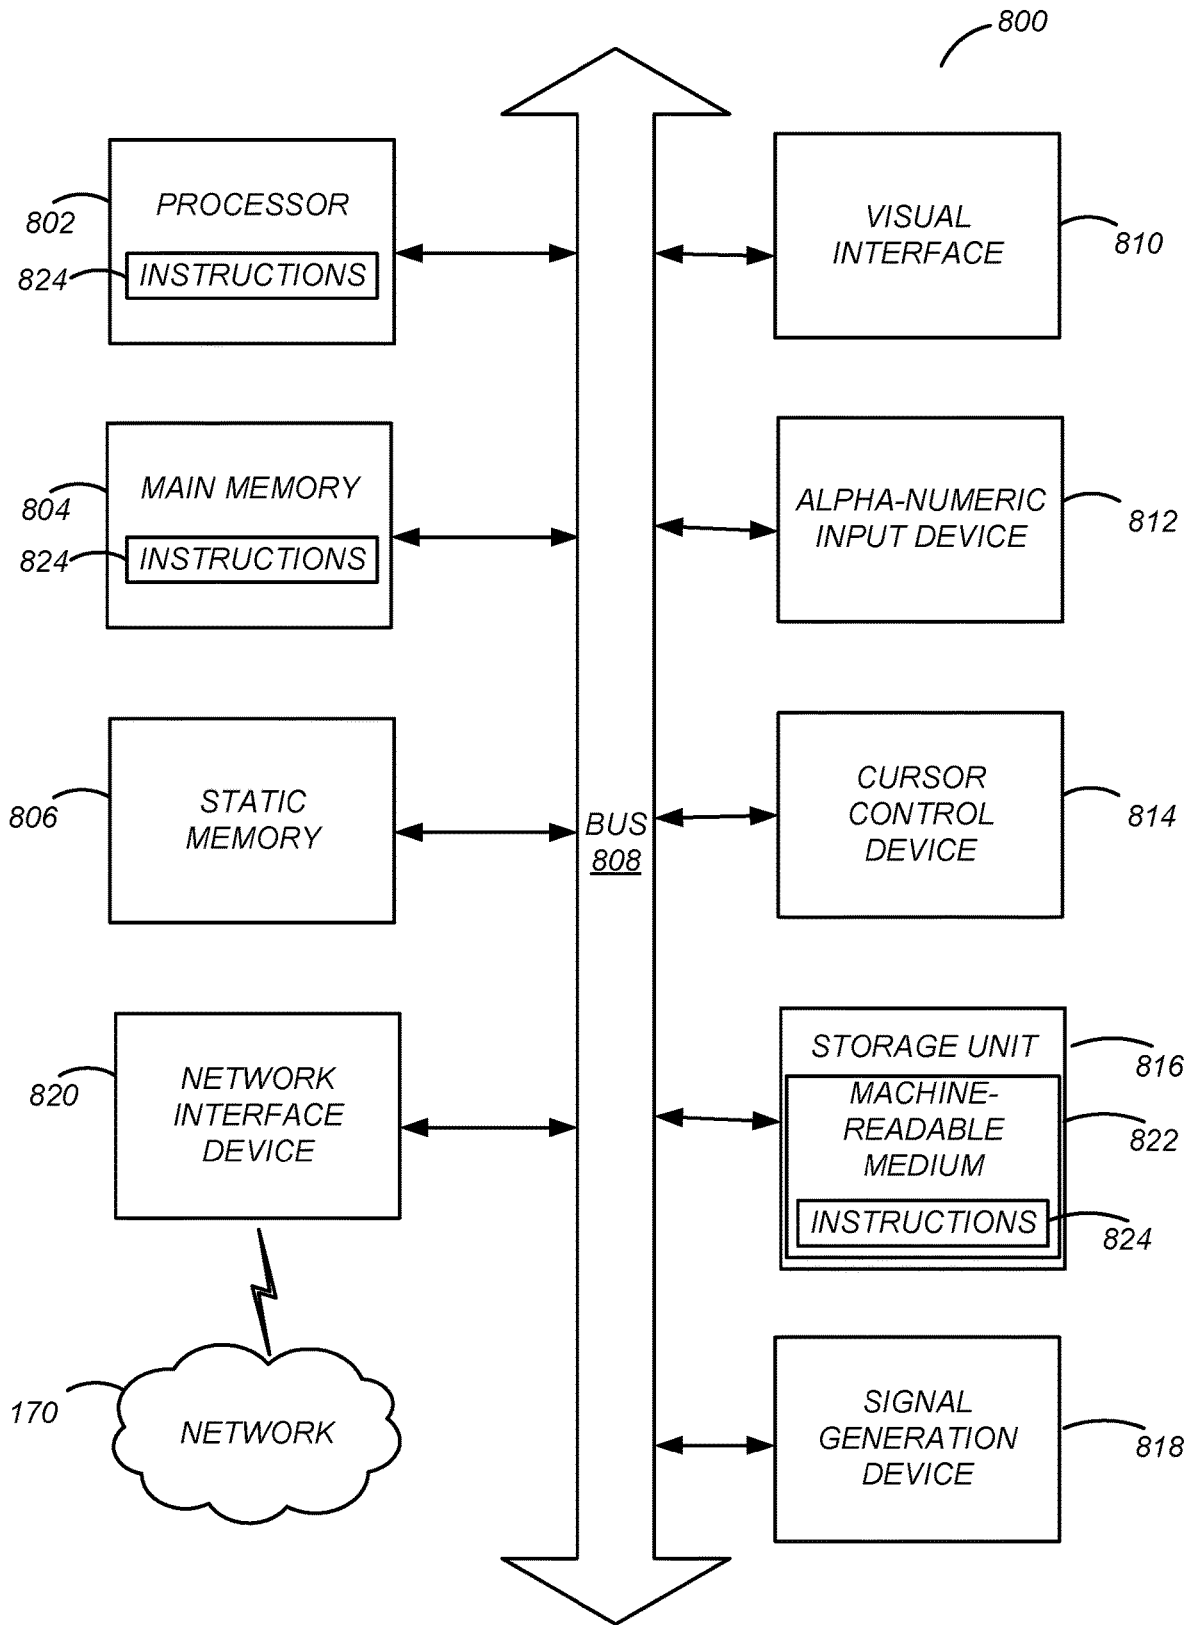 800
802
PROCESSOR
824
INSTRUCTIONS
VISUAL
INTERFACE
810
804
MAIN MEMORY
824
INSTRUCTIONS
ALPHA-NUMERIC
INPUT DEVICE
812
806
STATIC
MEMORY
BUS
808
CURSOR
CONTROL
DEVICE
814
820
NETWORK
INTERFACE
DEVICE
STORAGE UNIT
816
MACHINE-
READABLE
MEDIUM
822
INSTRUCTIONS
824
170
NETWORK
SIGNAL
GENERATION
DEVICE
818